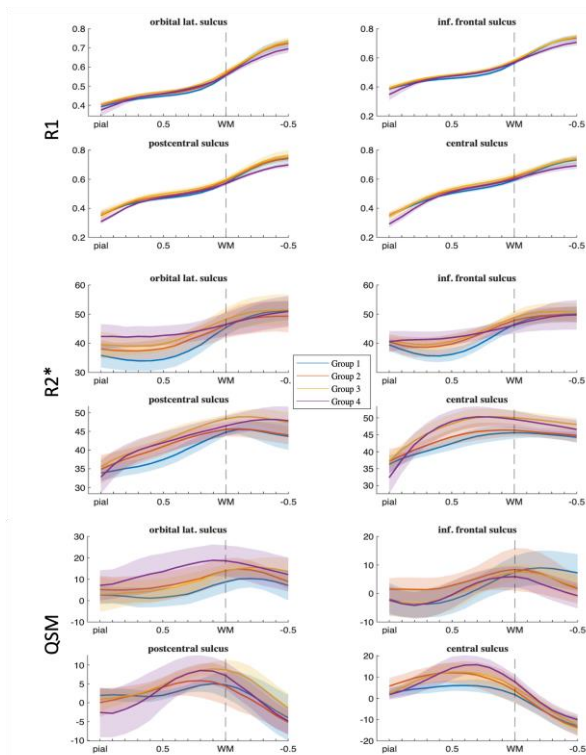 orbital lat. sulcus
inf. frontal sulcus
0.8
0.7
0.6
0.5
0.4
pial 0.5 WM -0.5
0.8
0.6
0.4
0.2
pial 0.5 WM -0.5
R1
postcentral sulcus
central sulcus
0.8
0.6
0.4
0.2
pial 0.5 WM -0.5
0.8
0.6
0.4
0.2
pial 0.5 WM -0.5
orbital lat. sulcus
inf. frontal sulcus
60
50
40
30
pial 0.5 WM -0.5
60
50
40
30
pial 0.5 WM -0.5
Group 1
Group 2
Group 3
Group 4
R2*
postcentral sulcus
central sulcus
50
45
40
35
30
pial 0.5 WM -0.5
55
50
45
40
35
30
pial 0.5 WM -0.5
orbital lat. sulcus
inf. frontal sulcus
30
20
10
0
-10
pial 0.5 WM -0.5
20
10
0
-10
pial 0.5 WM -0.5
QSM
postcentral sulcus
central sulcus
10
5
0
-5
-10
pial 0.5 WM -0.5
20
10
0
-10
-20
pial 0.5 WM -0.5